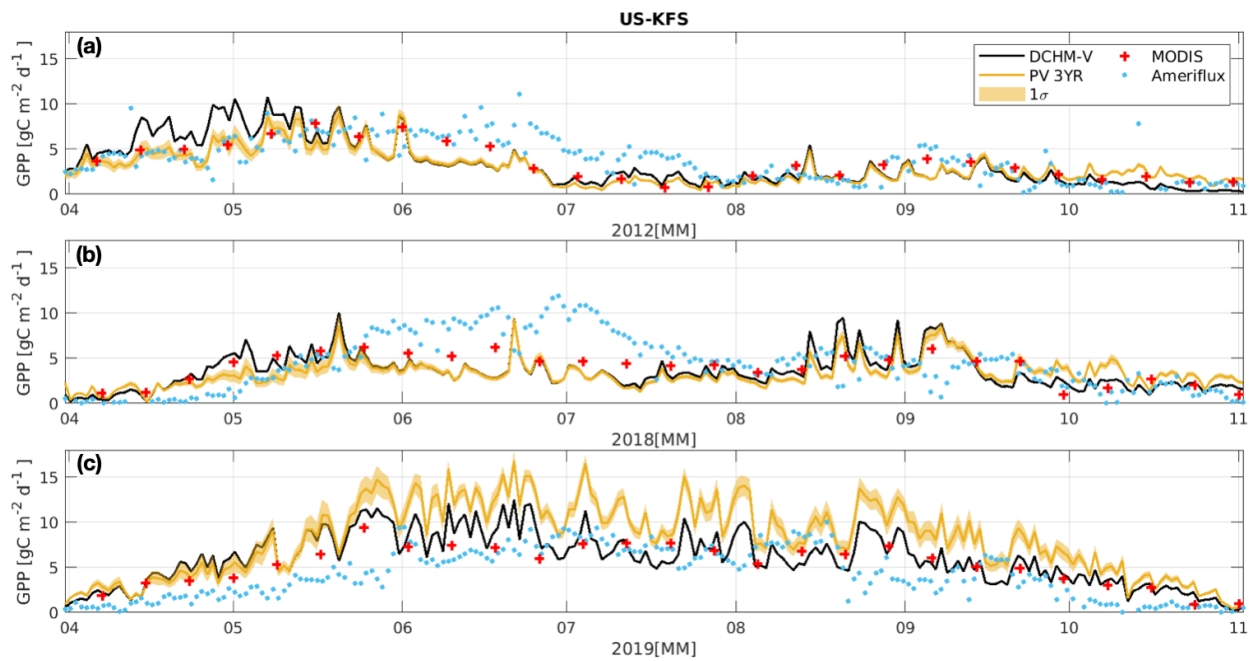 US-KFS
(a)
GPP [gC m⁻² d⁻¹]
15
10
5
0
DCHM-V
PV 3YR
1σ
MODIS
Ameriflux
04 05 06 07 08 09 10 11
2012[MM]
(b)
GPP [gC m⁻² d⁻¹]
15
10
5
0
04 05 06 07 08 09 10 11
2018[MM]
(c)
GPP [gC m⁻² d⁻¹]
15
10
5
0
04 05 06 07 08 09 10 11
2019[MM]